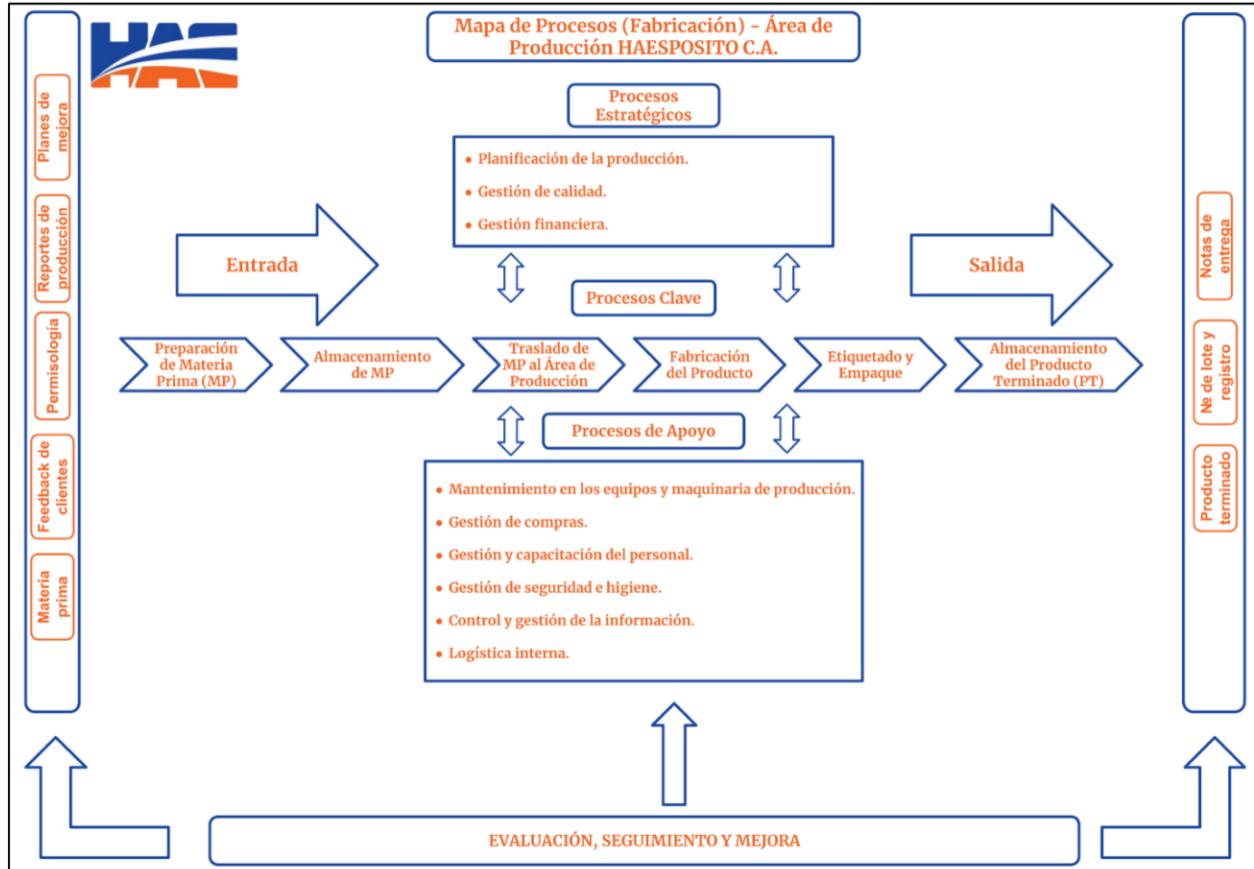 HAS
Mapa de Procesos (Fabricación) - Área de
Producción HAESPOSITO C.A.
Procesos
Estratégicos
• Planificación de la producción.
• Gestión de calidad.
• Gestión financiera.
Planes de
mejora
Reportes de
producción
Permisología
Feedback de
clientes
Materia
prima
Entrada
Salida
Procesos Clave
Preparación
de Materia
Prima (MP)
Almacenamiento
de MP
Traslado de
MP al Área de
Producción
Fabricación
del Producto
Etiquetado y
Empaque
Almacenamiento
del Producto
Terminado (PT)
Procesos de Apoyo
• Mantenimiento en los equipos y maquinaria de producción.
• Gestión de compras.
• Gestión y capacitación del personal.
• Gestión de seguridad e higiene.
• Control y gestión de la información.
• Logística interna.
Notas de
entrega
№ de lote y
registro
Producto
terminado
EVALUACIÓN, SEGUIMIENTO Y MEJORA